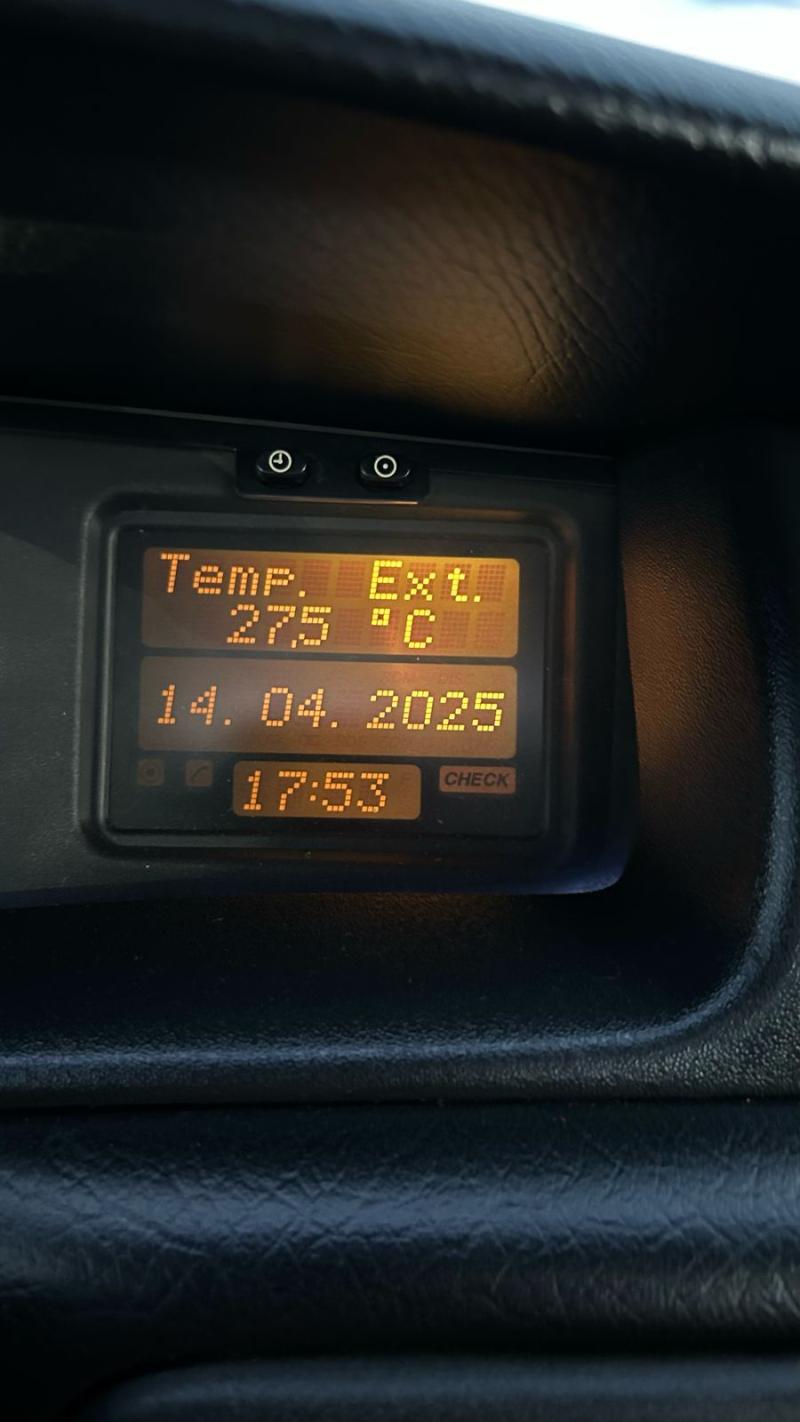 Temp. Ext.
27,5 °C
14. 04. 2025
17:53 CHECK